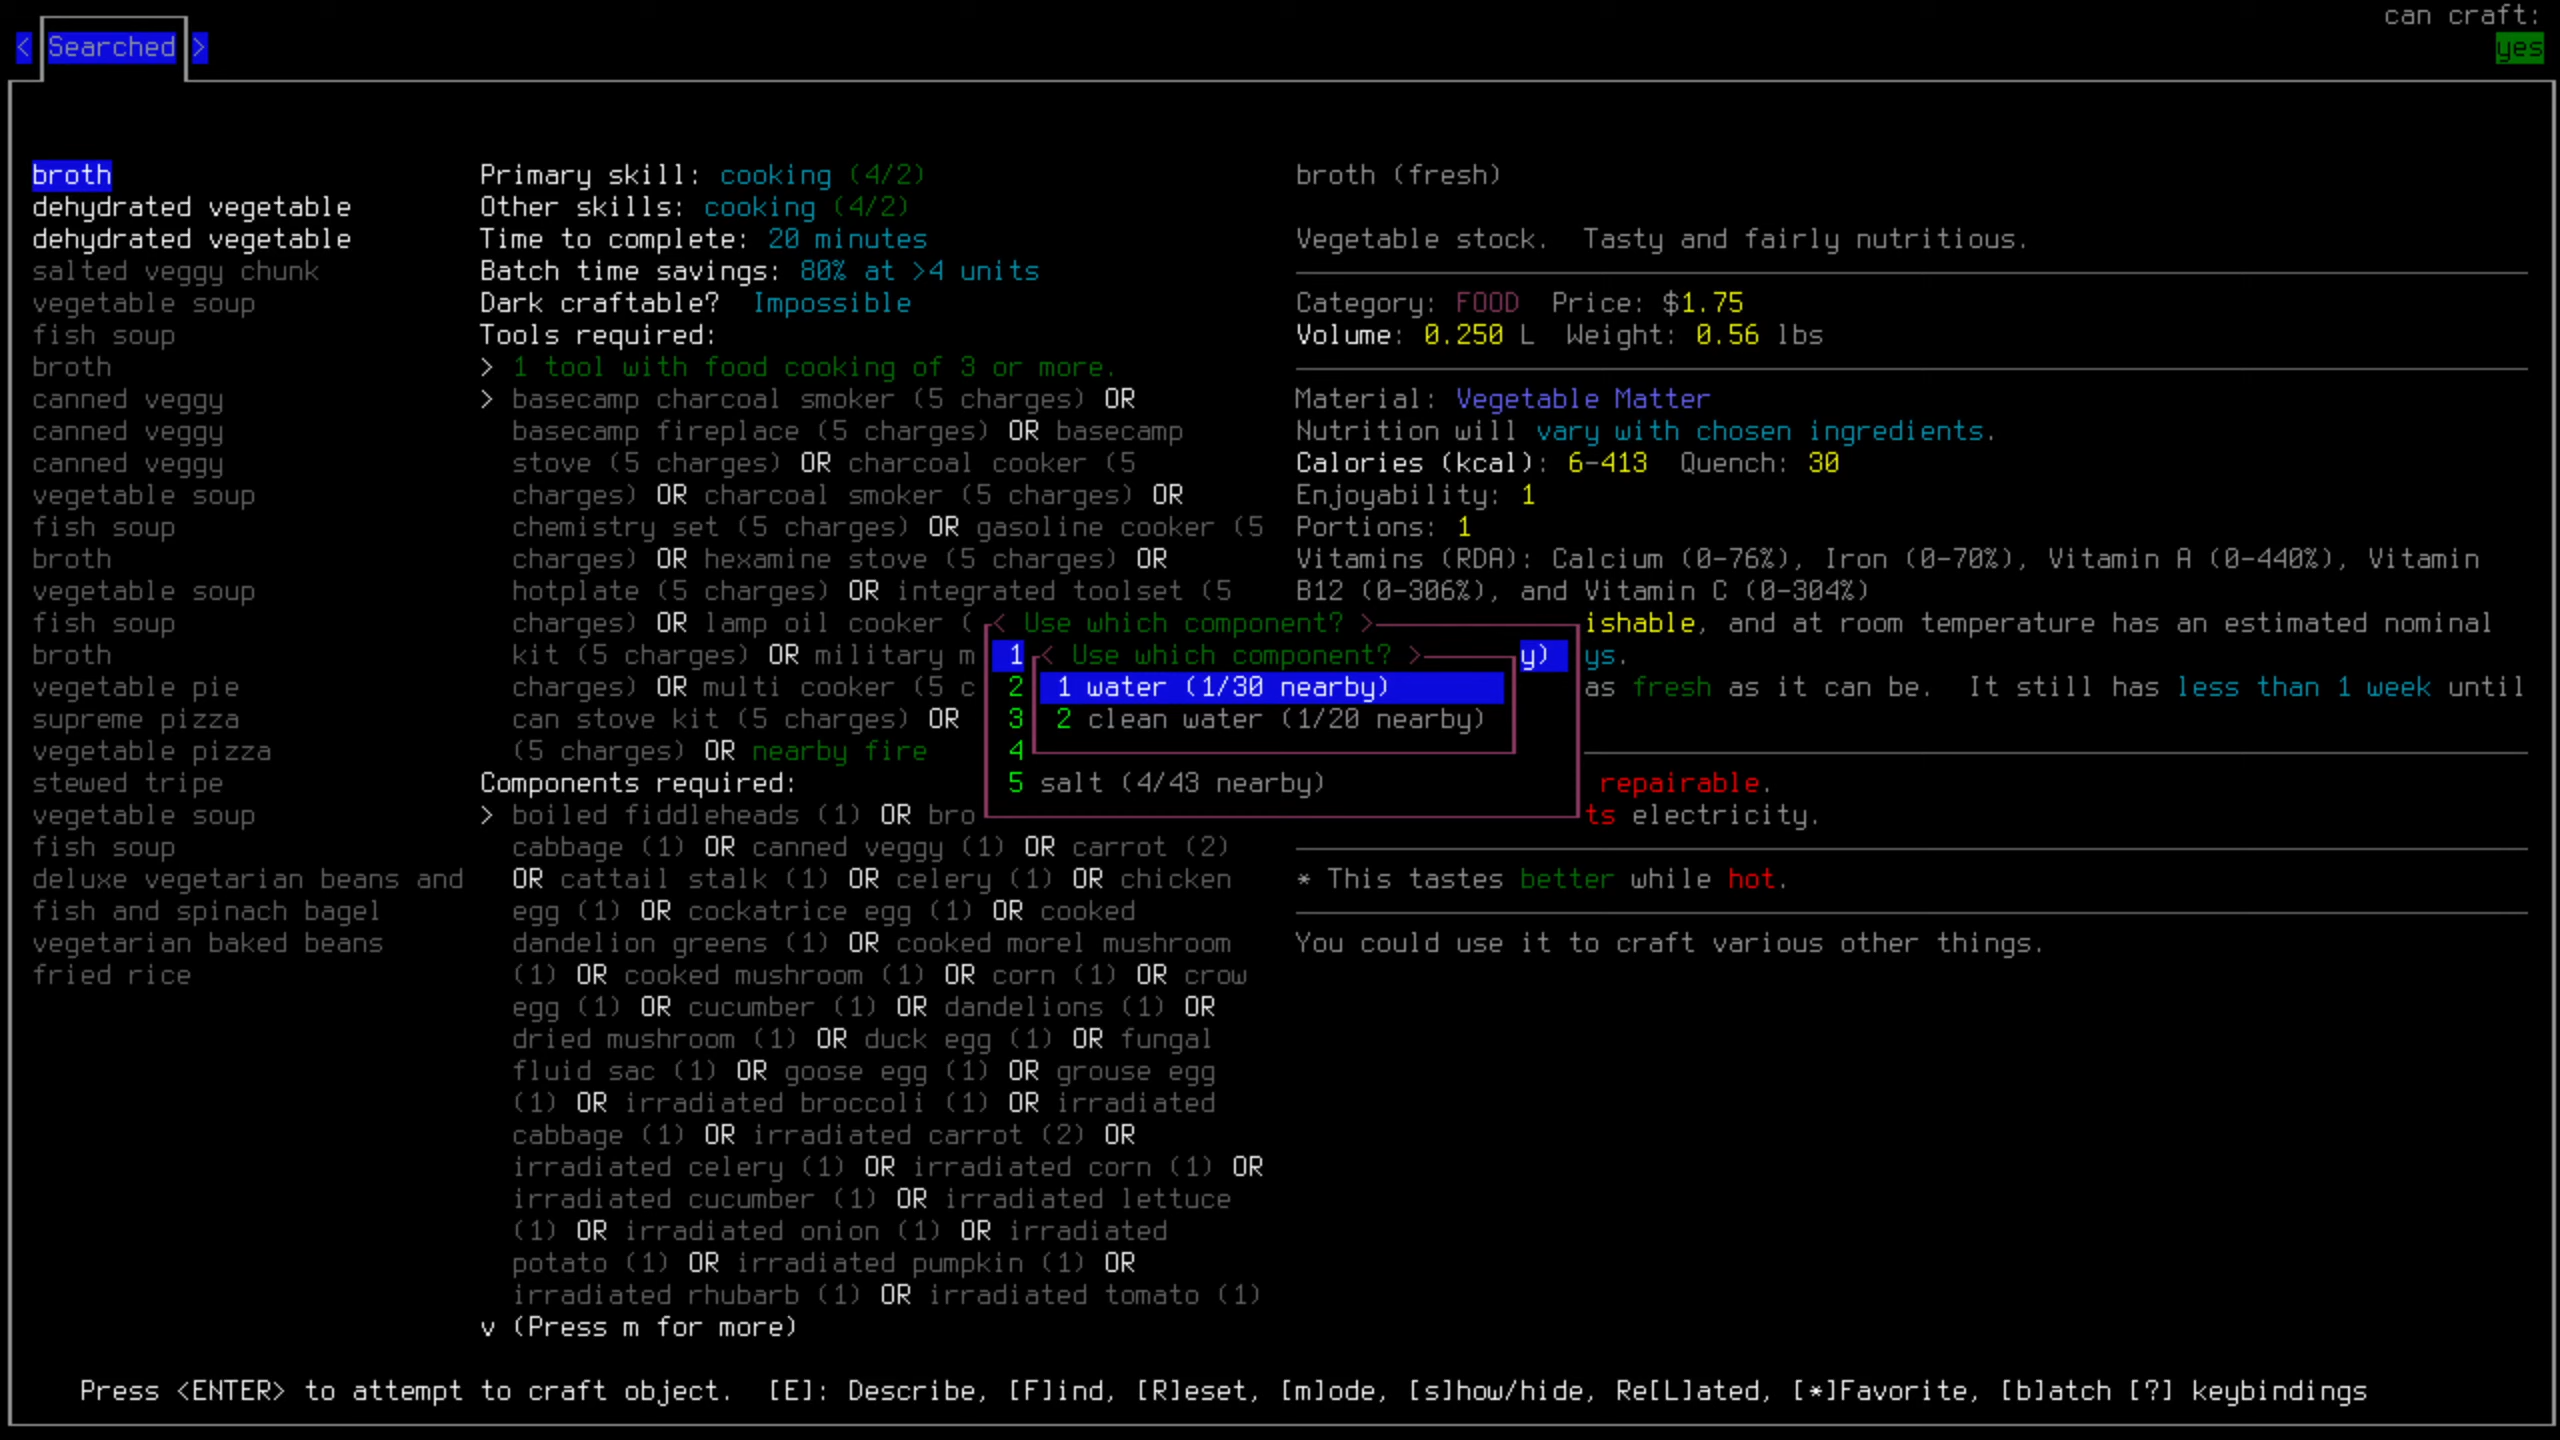 can craft:
< Searched >
yes
broth
dehydrated vegetable
dehydrated vegetable
salted veggy chunk
vegetable soup
fish soup
broth
canned veggy
canned veggy
canned veggy
vegetable soup
fish soup
broth
vegetable soup
fish soup
broth
vegetable pie
supreme pizza
vegetable pizza
stewed tripe
vegetable soup
fish soup
deluxe vegetarian beans and
fish and spinach bagel
vegetarian baked beans
fried rice
Primary skill: cooking (4/2)
Other skills: cooking (4/2)
Time to complete: 20 minutes
Batch time savings: 80% at >4 units
Dark craftable?  Impossible
Tools required:
> 1 tool with food cooking of 3 or more.
> basecamp charcoal smoker (5 charges) OR
basecamp fireplace (5 charges) OR basecamp
stove (5 charges) OR charcoal cooker (5
charges) OR charcoal smoker (5 charges) OR
chemistry set (5 charges) OR gasoline cooker (5
charges) OR hexamine stove (5 charges) OR
hotplate (5 charges) OR integrated toolset (5
charges) OR lamp oil cooker (
kit (5 charges) OR military m
charges) OR multi cooker (5 c
can stove kit (5 charges) OR
(5 charges) OR nearby fire
Components required:
> boiled fiddleheads (1) OR bro
cabbage (1) OR canned veggy (1) OR carrot (2)
OR cattail stalk (1) OR celery (1) OR chicken
egg (1) OR cockatrice egg (1) OR cooked
dandelion greens (1) OR cooked morel mushroom
(1) OR cooked mushroom (1) OR corn (1) OR crow
egg (1) OR cucumber (1) OR dandelions (1) OR
dried mushroom (1) OR duck egg (1) OR fungal
fluid sac (1) OR goose egg (1) OR grouse egg
(1) OR irradiated broccoli (1) OR irradiated
cabbage (1) OR irradiated carrot (2) OR
irradiated celery (1) OR irradiated corn (1) OR
irradiated cucumber (1) OR irradiated lettuce
(1) OR irradiated onion (1) OR irradiated
potato (1) OR irradiated pumpkin (1) OR
irradiated rhubarb (1) OR irradiated tomato (1)
v (Press m for more)
< Use which component? >
1
y)
2
3
4
5 salt (4/43 nearby)
< Use which component? >
1 water (1/30 nearby)
2 clean water (1/20 nearby)
broth (fresh)
Vegetable stock.  Tasty and fairly nutritious.
Category: FOOD  Price: $1.75
Volume: 0.250 L  Weight: 0.56 lbs
Material: Vegetable Matter
Nutrition will vary with chosen ingredients.
Calories (kcal): 6-413  Quench: 30
Enjoyability: 1
Portions: 1
Vitamins (RDA): Calcium (0-76%), Iron (0-70%), Vitamin A (0-440%), Vitamin
B12 (0-306%), and Vitamin C (0-304%)
ishable, and at room temperature has an estimated nominal
ys.
as fresh as it can be.  It still has less than 1 week until
repairable.
ts electricity.
* This tastes better while hot.
You could use it to craft various other things.
Press <ENTER> to attempt to craft object.  [E]: Describe, [F]ind, [R]eset, [m]ode, [s]how/hide, Re[L]ated, [*]Favorite, [b]atch [?] keybindings